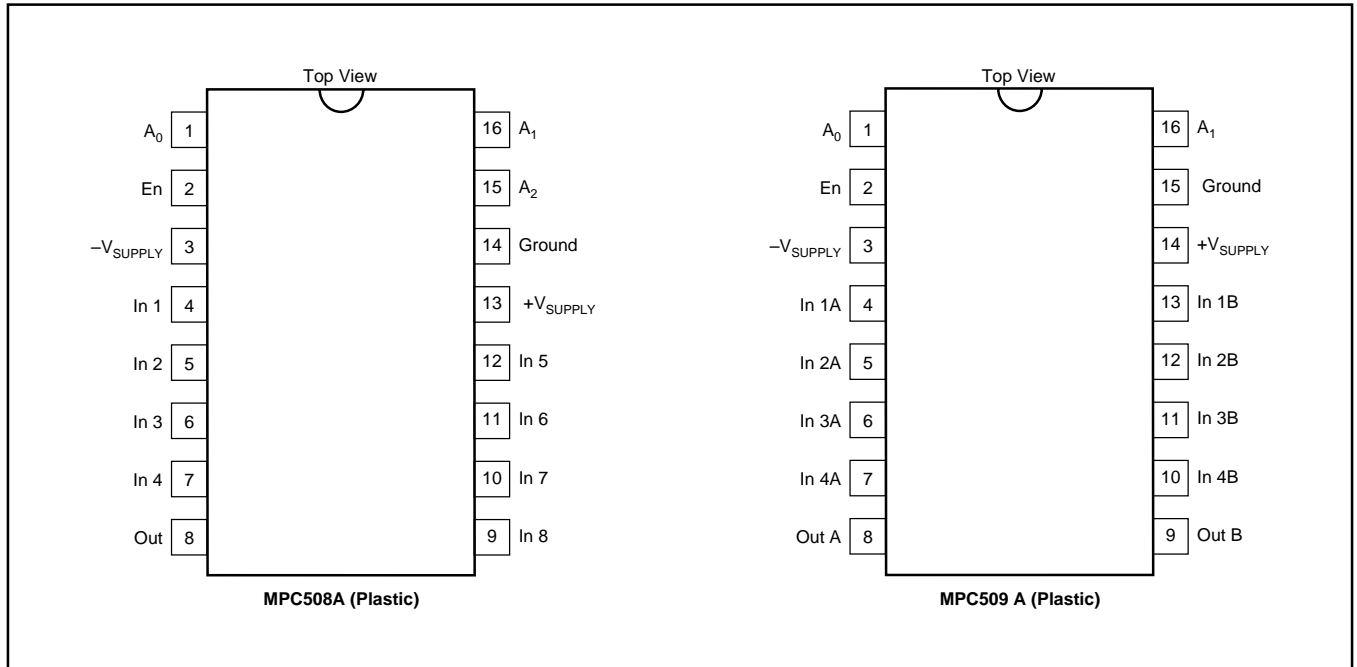 Top View
A0 1
16 A1
En 2
15 A2
–VSUPPLY 3
14 Ground
In 1 4
13 +VSUPPLY
In 2 5
12 In 5
In 3 6
11 In 6
In 4 7
10 In 7
Out 8
9 In 8
MPC508A (Plastic)
Top View
A0 1
16 A1
En 2
15 Ground
–VSUPPLY 3
14 +VSUPPLY
In 1A 4
13 In 1B
In 2A 5
12 In 2B
In 3A 6
11 In 3B
In 4A 7
10 In 4B
Out A 8
9 Out B
MPC509 A (Plastic)